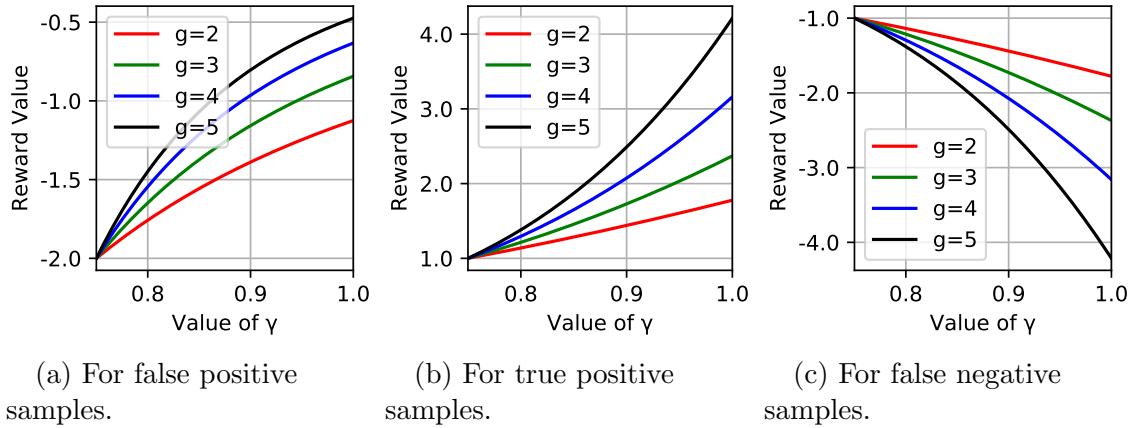 -0.5
-1.0
-1.5
-2.0
Reward Value
g=2
g=3
g=4
g=5
0.8
0.9
1.0
Value of γ
4.0
3.0
2.0
1.0
Reward Value
g=2
g=3
g=4
g=5
0.8
0.9
1.0
Value of γ
-1.0
-2.0
-3.0
-4.0
Reward Value
g=2
g=3
g=4
g=5
0.8
0.9
1.0
Value of γ
(a) For false positive
samples.
(b) For true positive
samples.
(c) For false negative
samples.